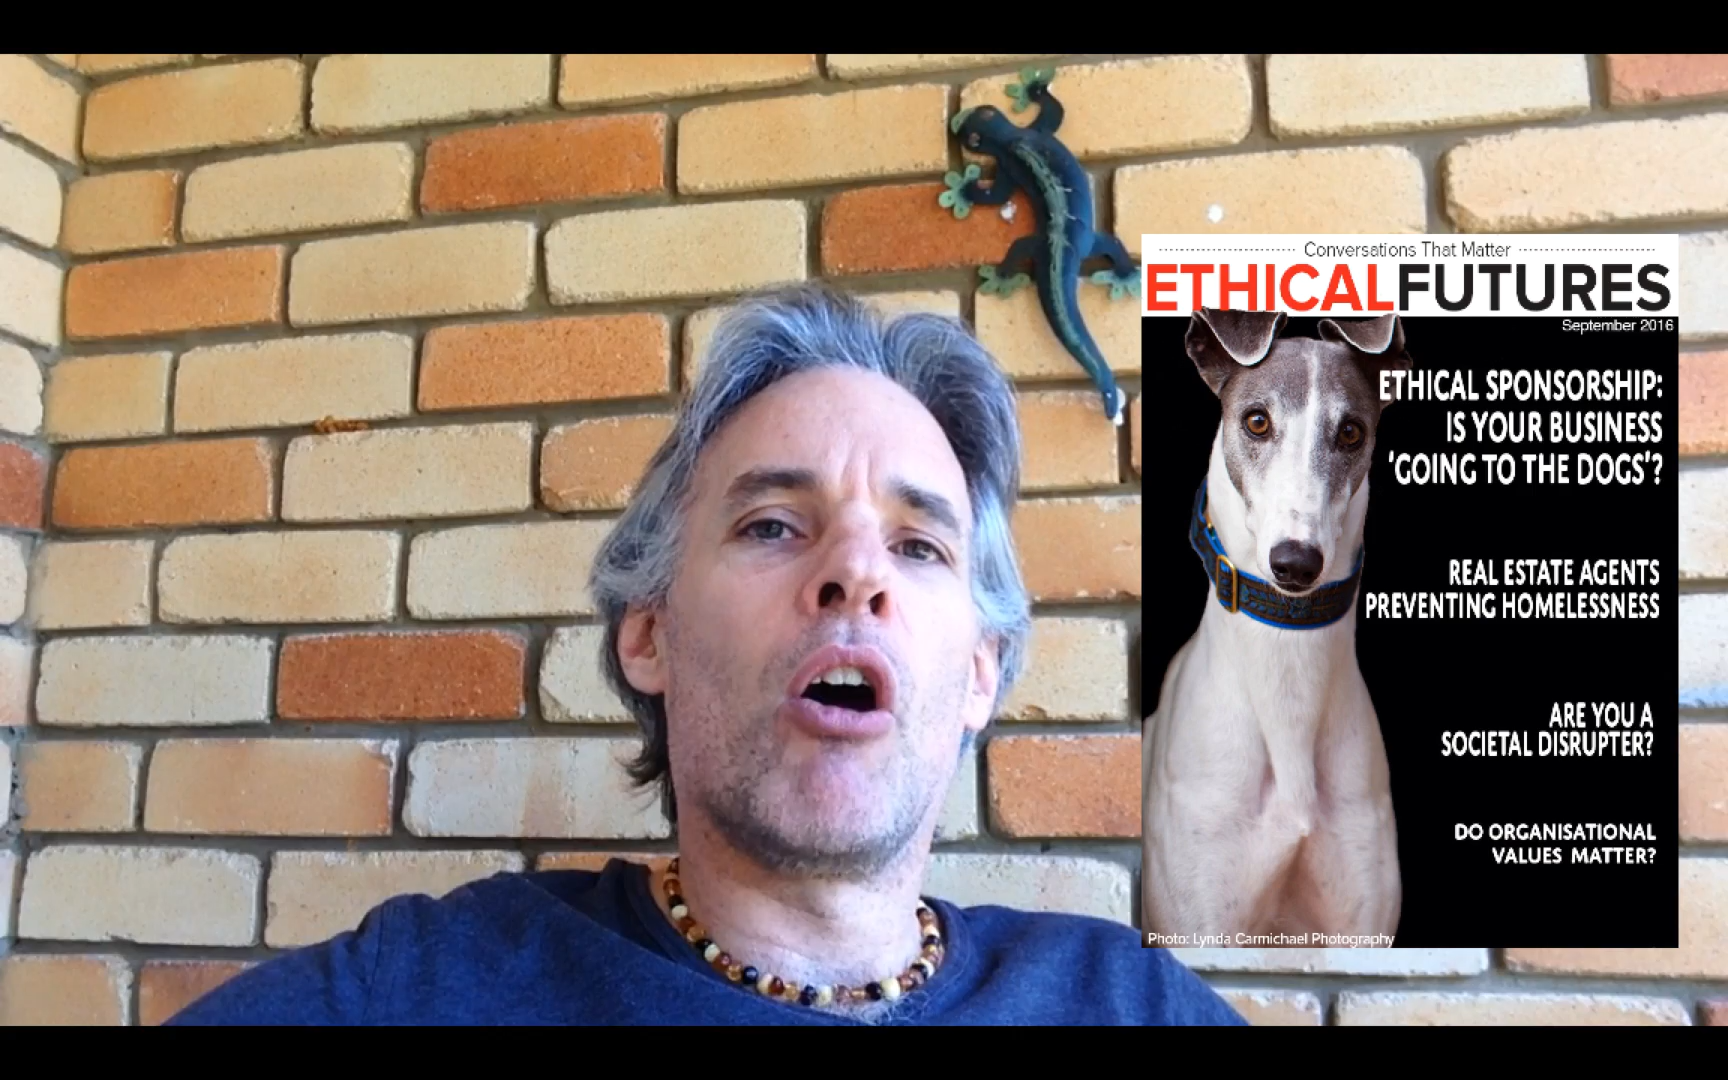 Conversations That Matter
ETHICALFUTURES
September 2016
ETHICAL SPONSORSHIP:
IS YOUR BUSINESS
'GOING TO THE DOGS'?
REAL ESTATE AGENTS
PREVENTING HOMELESSNESS
ARE YOU A
SOCIETAL DISRUPTER?
DO ORGANISATIONAL
VALUES MATTER?
Photo: Lynda Carmichael Photography